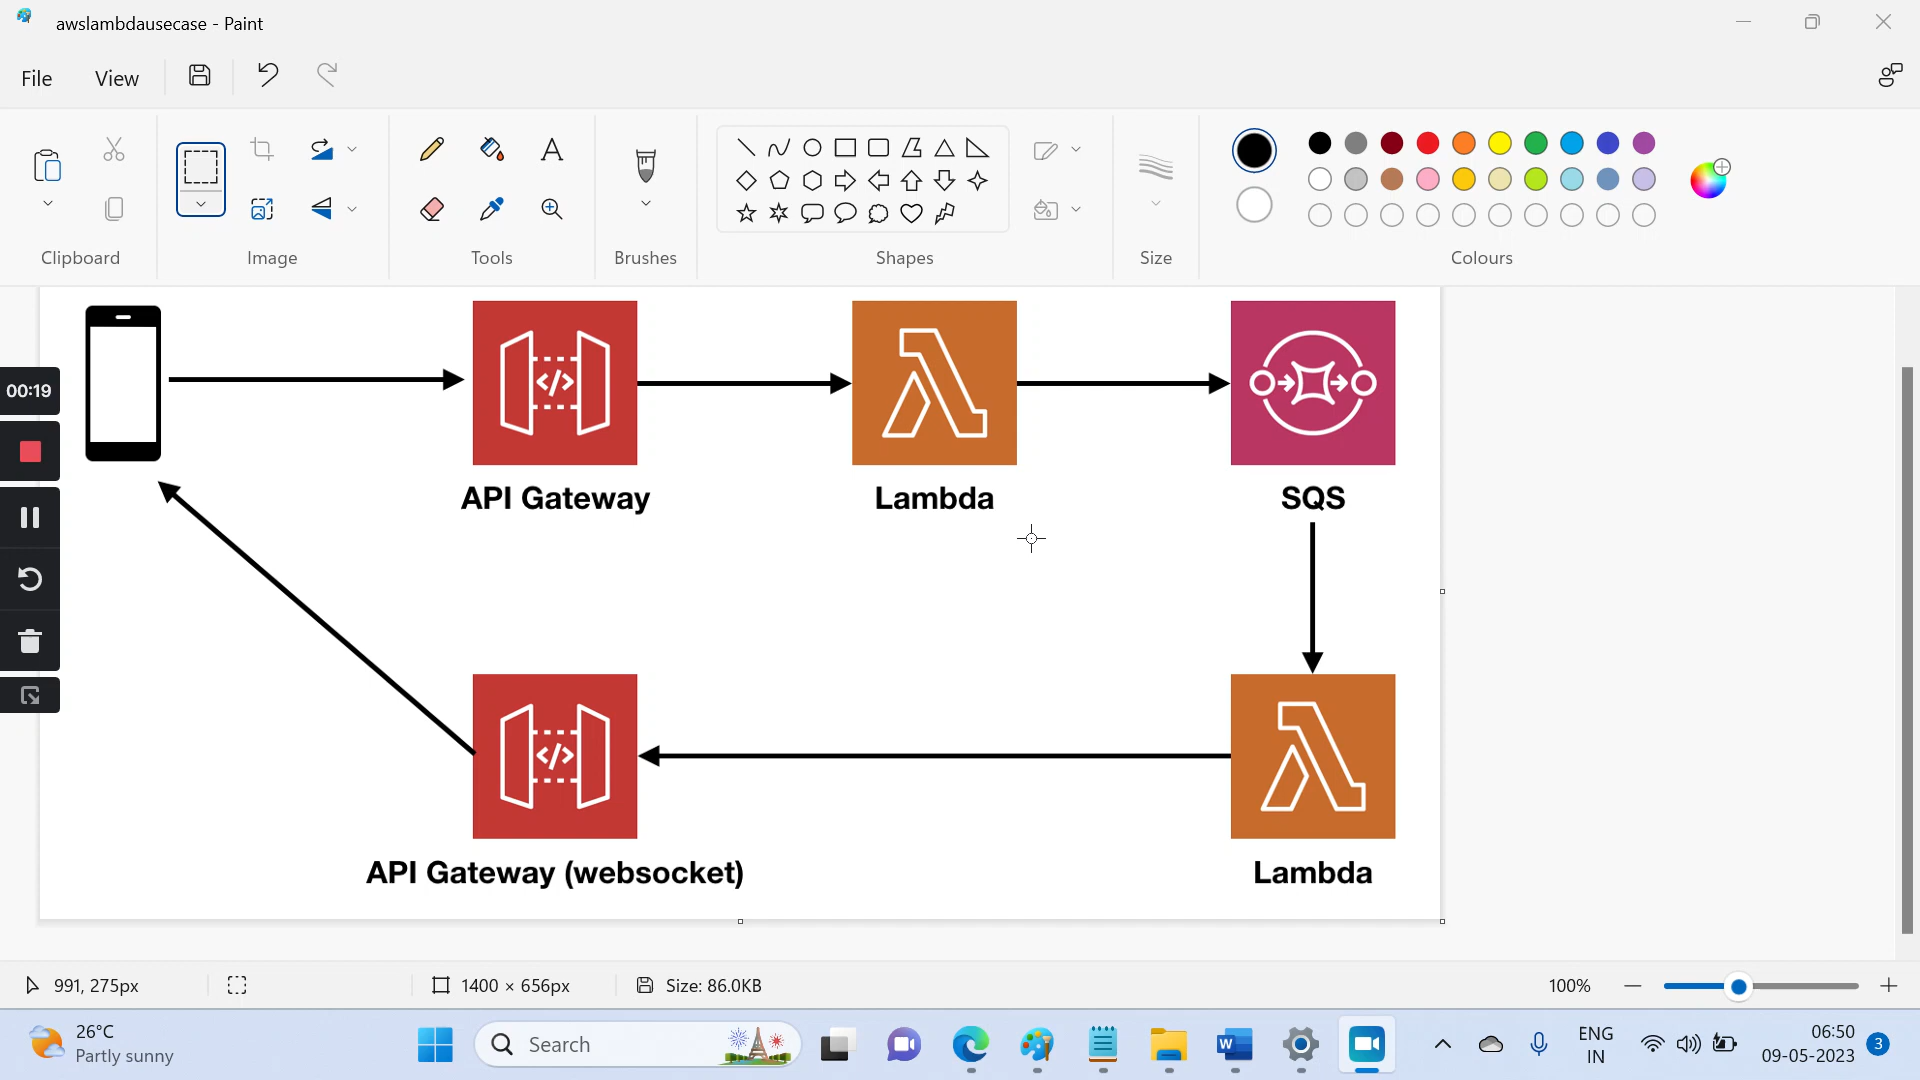 awslambdausecase - Paint
File
View
Clipboard
Image
Tools
Brushes
Shapes
Size
Colours
00:19
API Gateway
Lambda
SQS
API Gateway (websocket)
Lambda
991, 275px
1400 × 656px
Size: 86.0KB
100%
26°C
Partly sunny
Search
ENG
IN
06:50
09-05-2023
3